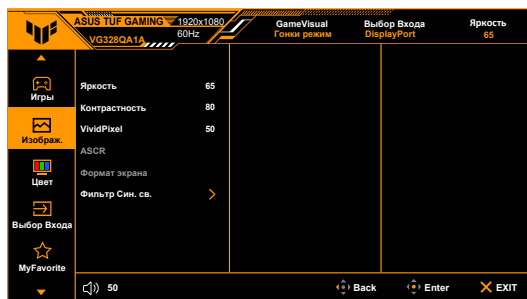 ASUS TUF GAMING
VG328QA1A
1920x1080
60Hz
GameVisual
Гонки режим
Выбор Входа
DisplayPort
Яркость
65
Игры
Изображ.
Цвет
Выбор Входа
MyFavorite
Яркость 65
Контрастность 80
VividPixel 50
ASCR
Формат экрана
Фильтр Син. св.
50
Back
Enter
EXIT